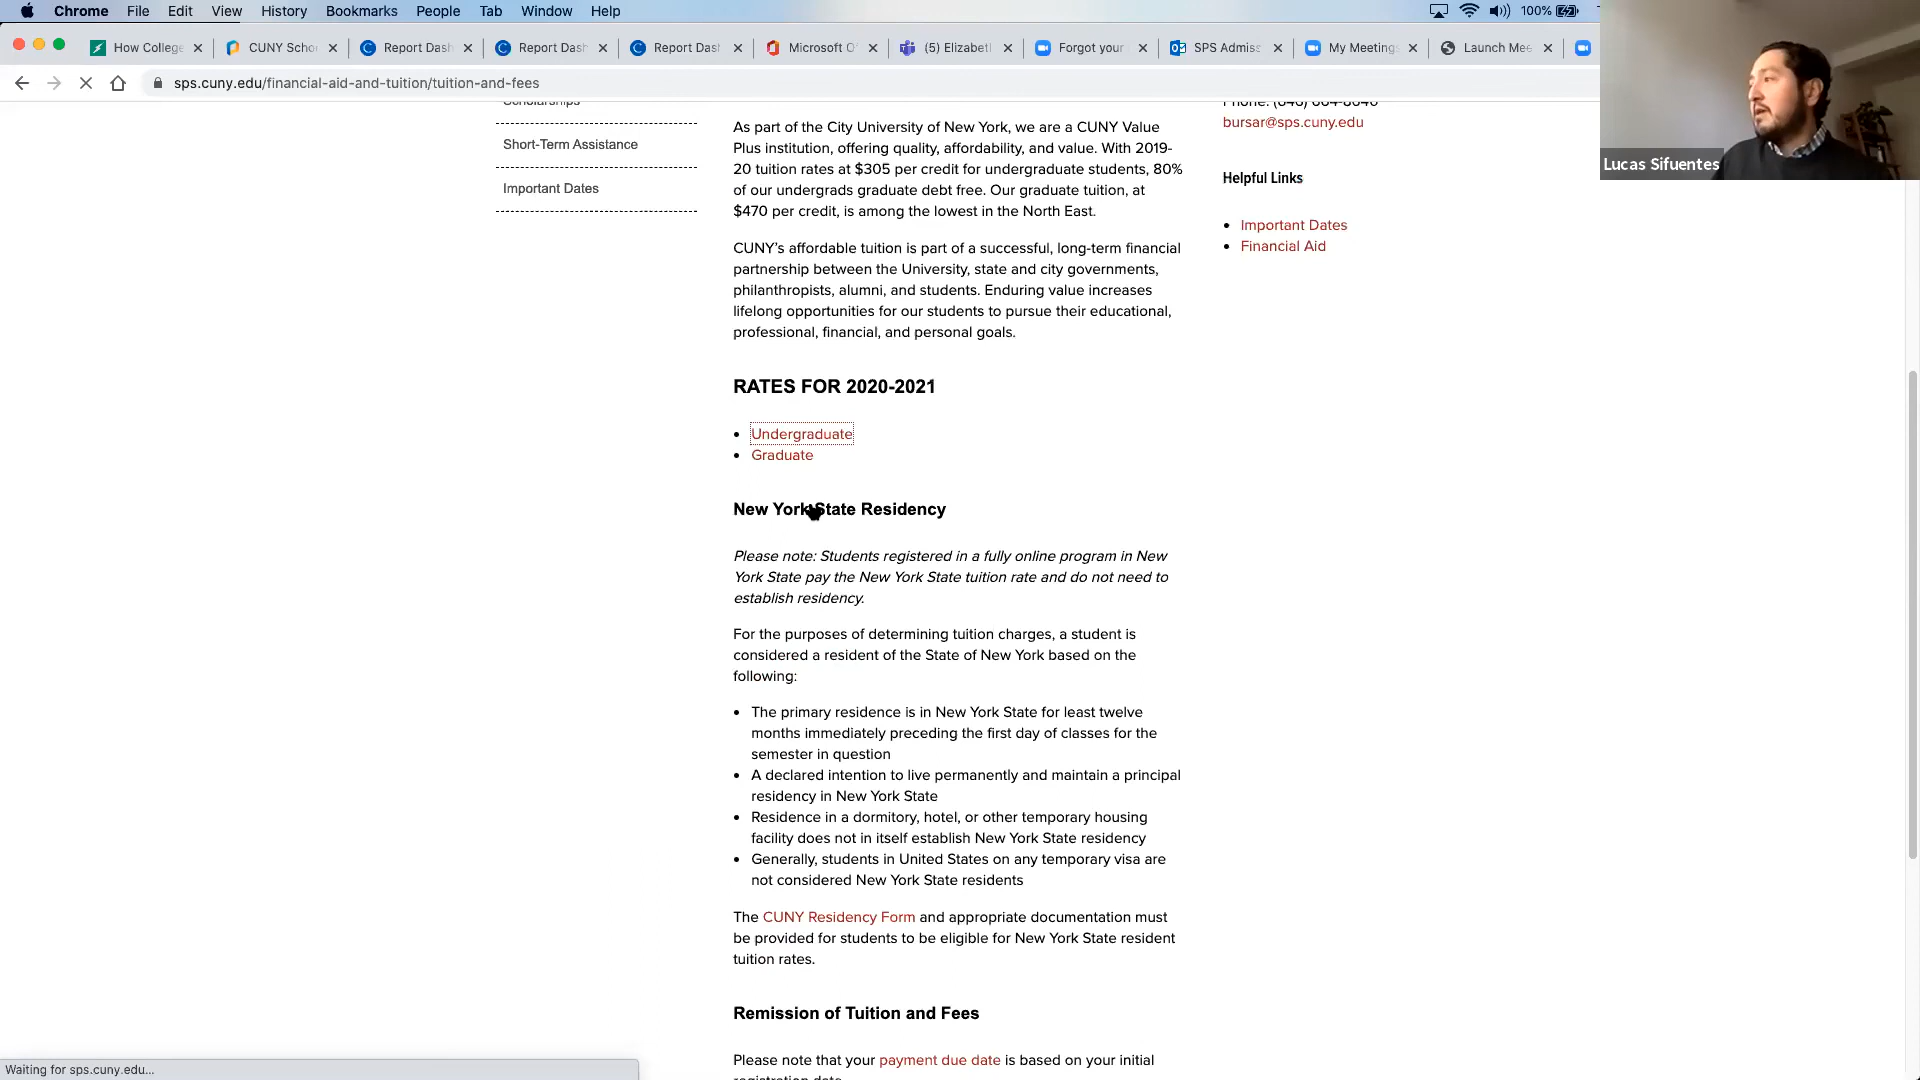 Chrome File Edit View History Bookmarks People Tab Window Help 100%
How College CUNY Scho Report Das Report Das Report Das Microsoft O (5) Elizabet Forgot your SPS Admis My Meeting Launch Me
sps.cuny.edu/financial-aid-and-tuition/tuition-and-fees
Scholarships
Short-Term Assistance
Important Dates
As part of the City University of New York, we are a CUNY Value
Plus institution, offering quality, affordability, and value. With 2019-
20 tuition rates at $305 per credit for undergraduate students, 80%
of our undergrads graduate debt free. Our graduate tuition, at
$470 per credit, is among the lowest in the North East.
CUNY's affordable tuition is part of a successful, long-term financial
partnership between the University, state and city governments,
philanthropists, alumni, and students. Enduring value increases
lifelong opportunities for our students to pursue their educational,
professional, financial, and personal goals.
RATES FOR 2020-2021
• Undergraduate
• Graduate
New York State Residency
Please note: Students registered in a fully online program in New
York State pay the New York State tuition rate and do not need to
establish residency.
For the purposes of determining tuition charges, a student is
considered a resident of the State of New York based on the
following:
• The primary residence is in New York State for least twelve
months immediately preceding the first day of classes for the
semester in question
• A declared intention to live permanently and maintain a principal
residency in New York State
• Residence in a dormitory, hotel, or other temporary housing
facility does not in itself establish New York State residency
• Generally, students in United States on any temporary visa are
not considered New York State residents
The CUNY Residency Form and appropriate documentation must
be provided for students to be eligible for New York State resident
tuition rates.
Remission of Tuition and Fees
Please note that your payment due date is based on your initial
registration date
Phone: (646) 664-8640
bursar@sps.cuny.edu
Helpful Links
• Important Dates
• Financial Aid
Lucas Sifuentes
Waiting for sps.cuny.edu...